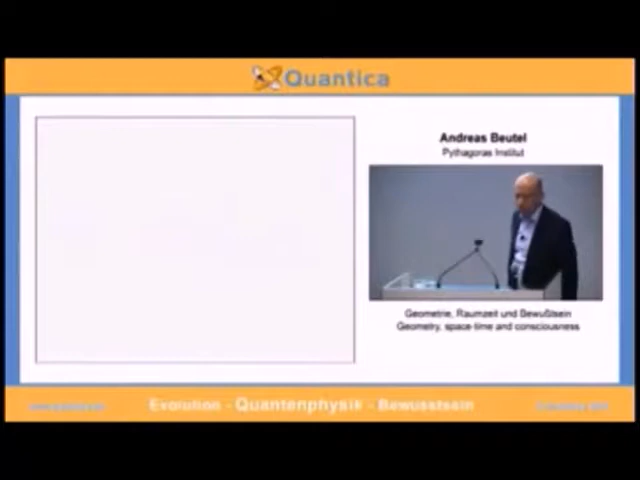 Quantica
Andreas Beutel
Pythagoras Institut
Geometrie, Raumzeit und Bewußtsein
Geometry, space-time and consciousness
Evolution - Quantenphysik - Bewusstsein